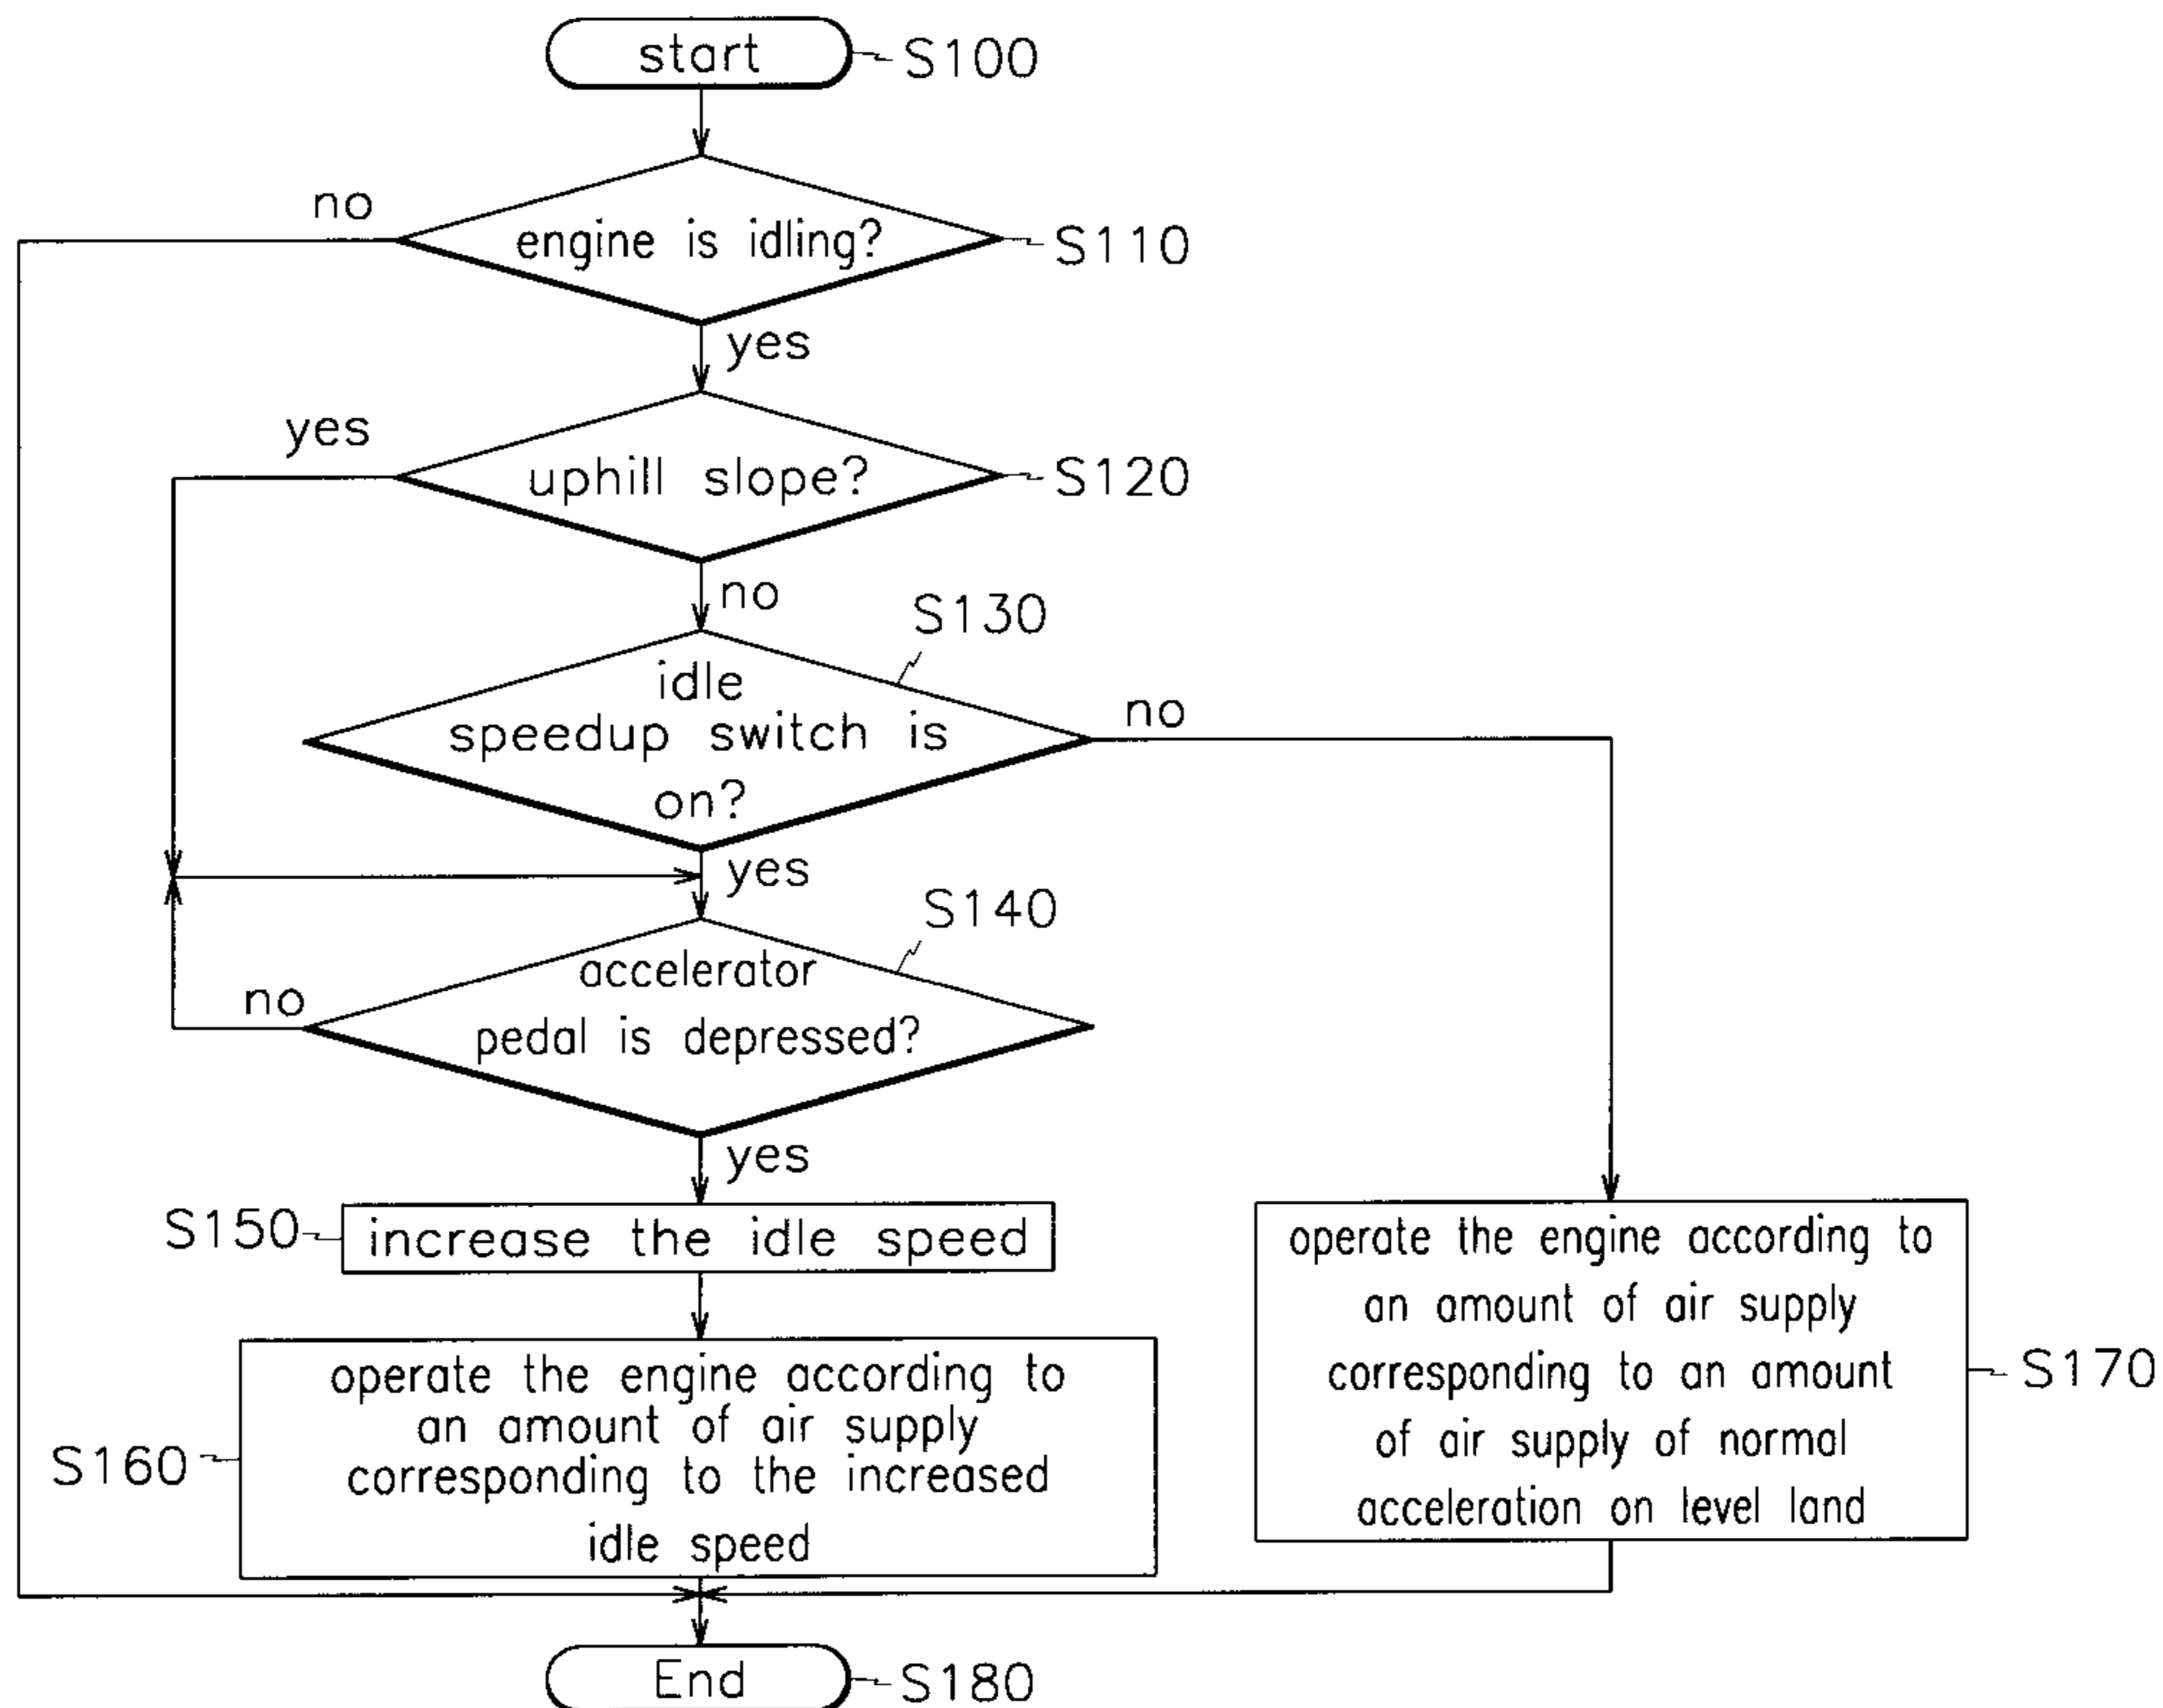 start
S100
no
engine is idling?
S110
yes
yes
uphill slope?
S120
no
S130
idle
speedup switch is
on?
no
yes
S140
accelerator
pedal is depressed?
no
yes
S150
increase the idle speed
operate the engine according to
an amount of air supply
corresponding to the increased
idle speed
S160
operate the engine according to
an amount of air supply
corresponding to an amount
of air supply of normal
acceleration on level land
S170
End
S180